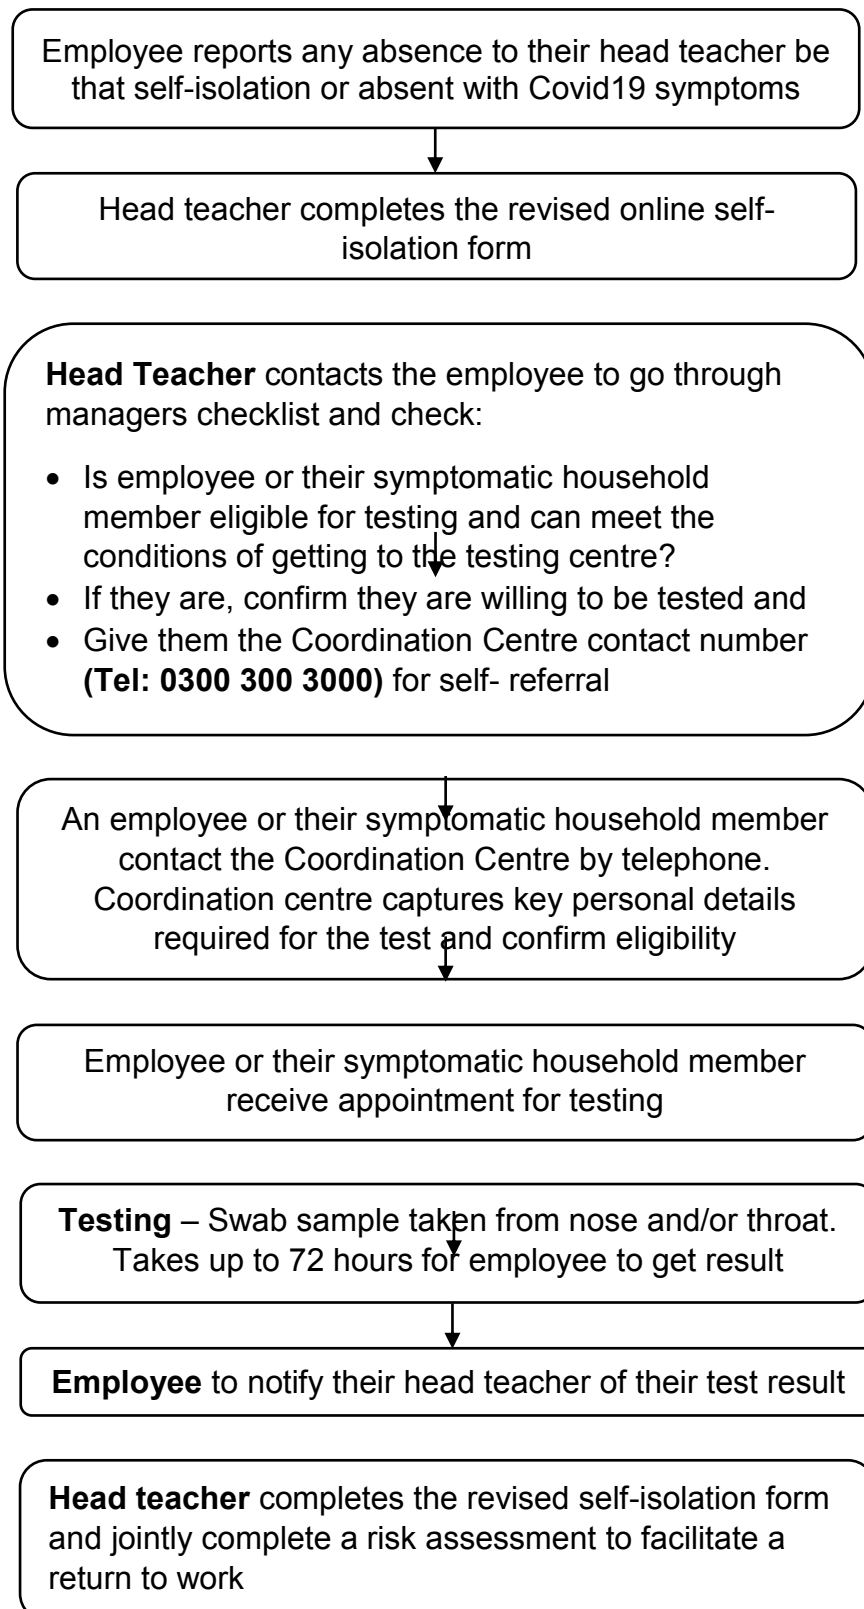 Employee reports any absence to their head teacher be
that self-isolation or absent with Covid19 symptoms
Head teacher completes the revised online self-
isolation form
Head Teacher contacts the employee to go through
managers checklist and check:
• Is employee or their symptomatic household
member eligible for testing and can meet the
conditions of getting to the testing centre?
• If they are, confirm they are willing to be tested and
• Give them the Coordination Centre contact number
(Tel: 0300 300 3000) for self- referral
An employee or their symptomatic household member
contact the Coordination Centre by telephone.
Coordination centre captures key personal details
required for the test and confirm eligibility
Employee or their symptomatic household member
receive appointment for testing
Testing – Swab sample taken from nose and/or throat.
Takes up to 72 hours for employee to get result
Employee to notify their head teacher of their test result
Head teacher completes the revised self-isolation form
and jointly complete a risk assessment to facilitate a
return to work